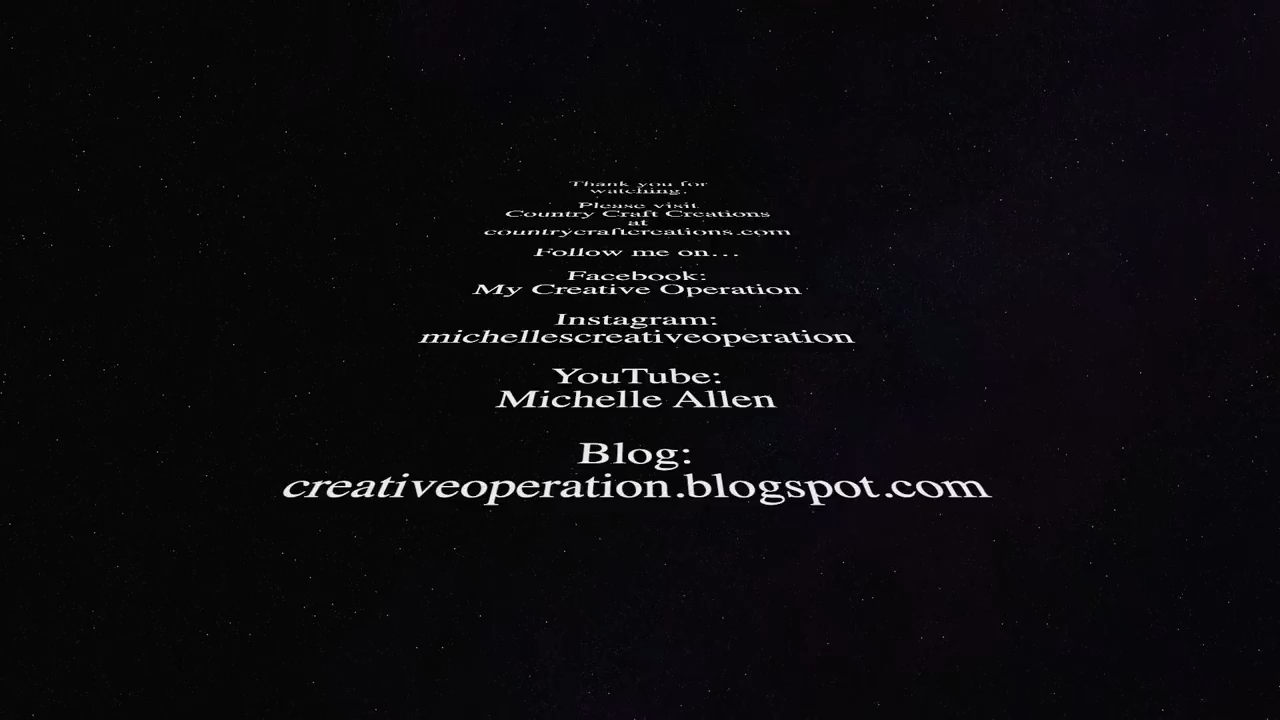 Thank you for
watching.
Please visit
Country Craft Creations
at
countrycraftcreations.com
Follow me on...
Facebook:
My Creative Operation
Instagram:
michellescreativeoperation
YouTube:
Michelle Allen
Blog:
creativeoperation.blogspot.com